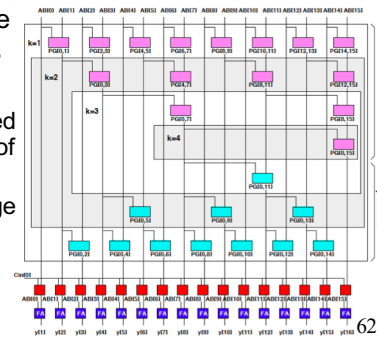 AB[0] AB[1] AB[2] AB[3] AB[4] AB[5] AB[6] AB[7] AB[8] AB[9] AB[10] AB[11] AB[12] AB[13] AB[14] AB[15]
k=1
PG[0,1] PG[2,3] PG[4,5] PG[6,7] PG[8,9] PG[10,11] PG[12,13] PG[14,15]
k=2
PG[0,3] PG[4,7] PG[8,11] PG[12,15]
k=3
PG[0,7] PG[8,15]
k=4
PG[0,15]
PG[0,11]
PG[0,5] PG[0,9] PG[0,13]
PG[0,2] PG[0,4] PG[0,6] PG[0,8] PG[0,10] PG[0,12] PG[0,14]
Cin[0]
AB[0] AB[1] AB[2] AB[3] AB[4] AB[5] AB[6] AB[7] AB[8] AB[9] AB[10] AB[11] AB[12] AB[13] AB[14] AB[15]
FA FA FA FA FA FA FA FA FA FA FA FA FA FA FA FA
y[1] y[2] y[3] y[4] y[5] y[6] y[7] y[8] y[9] y[10] y[11] y[12] y[13] y[14] y[15] y[16]
62